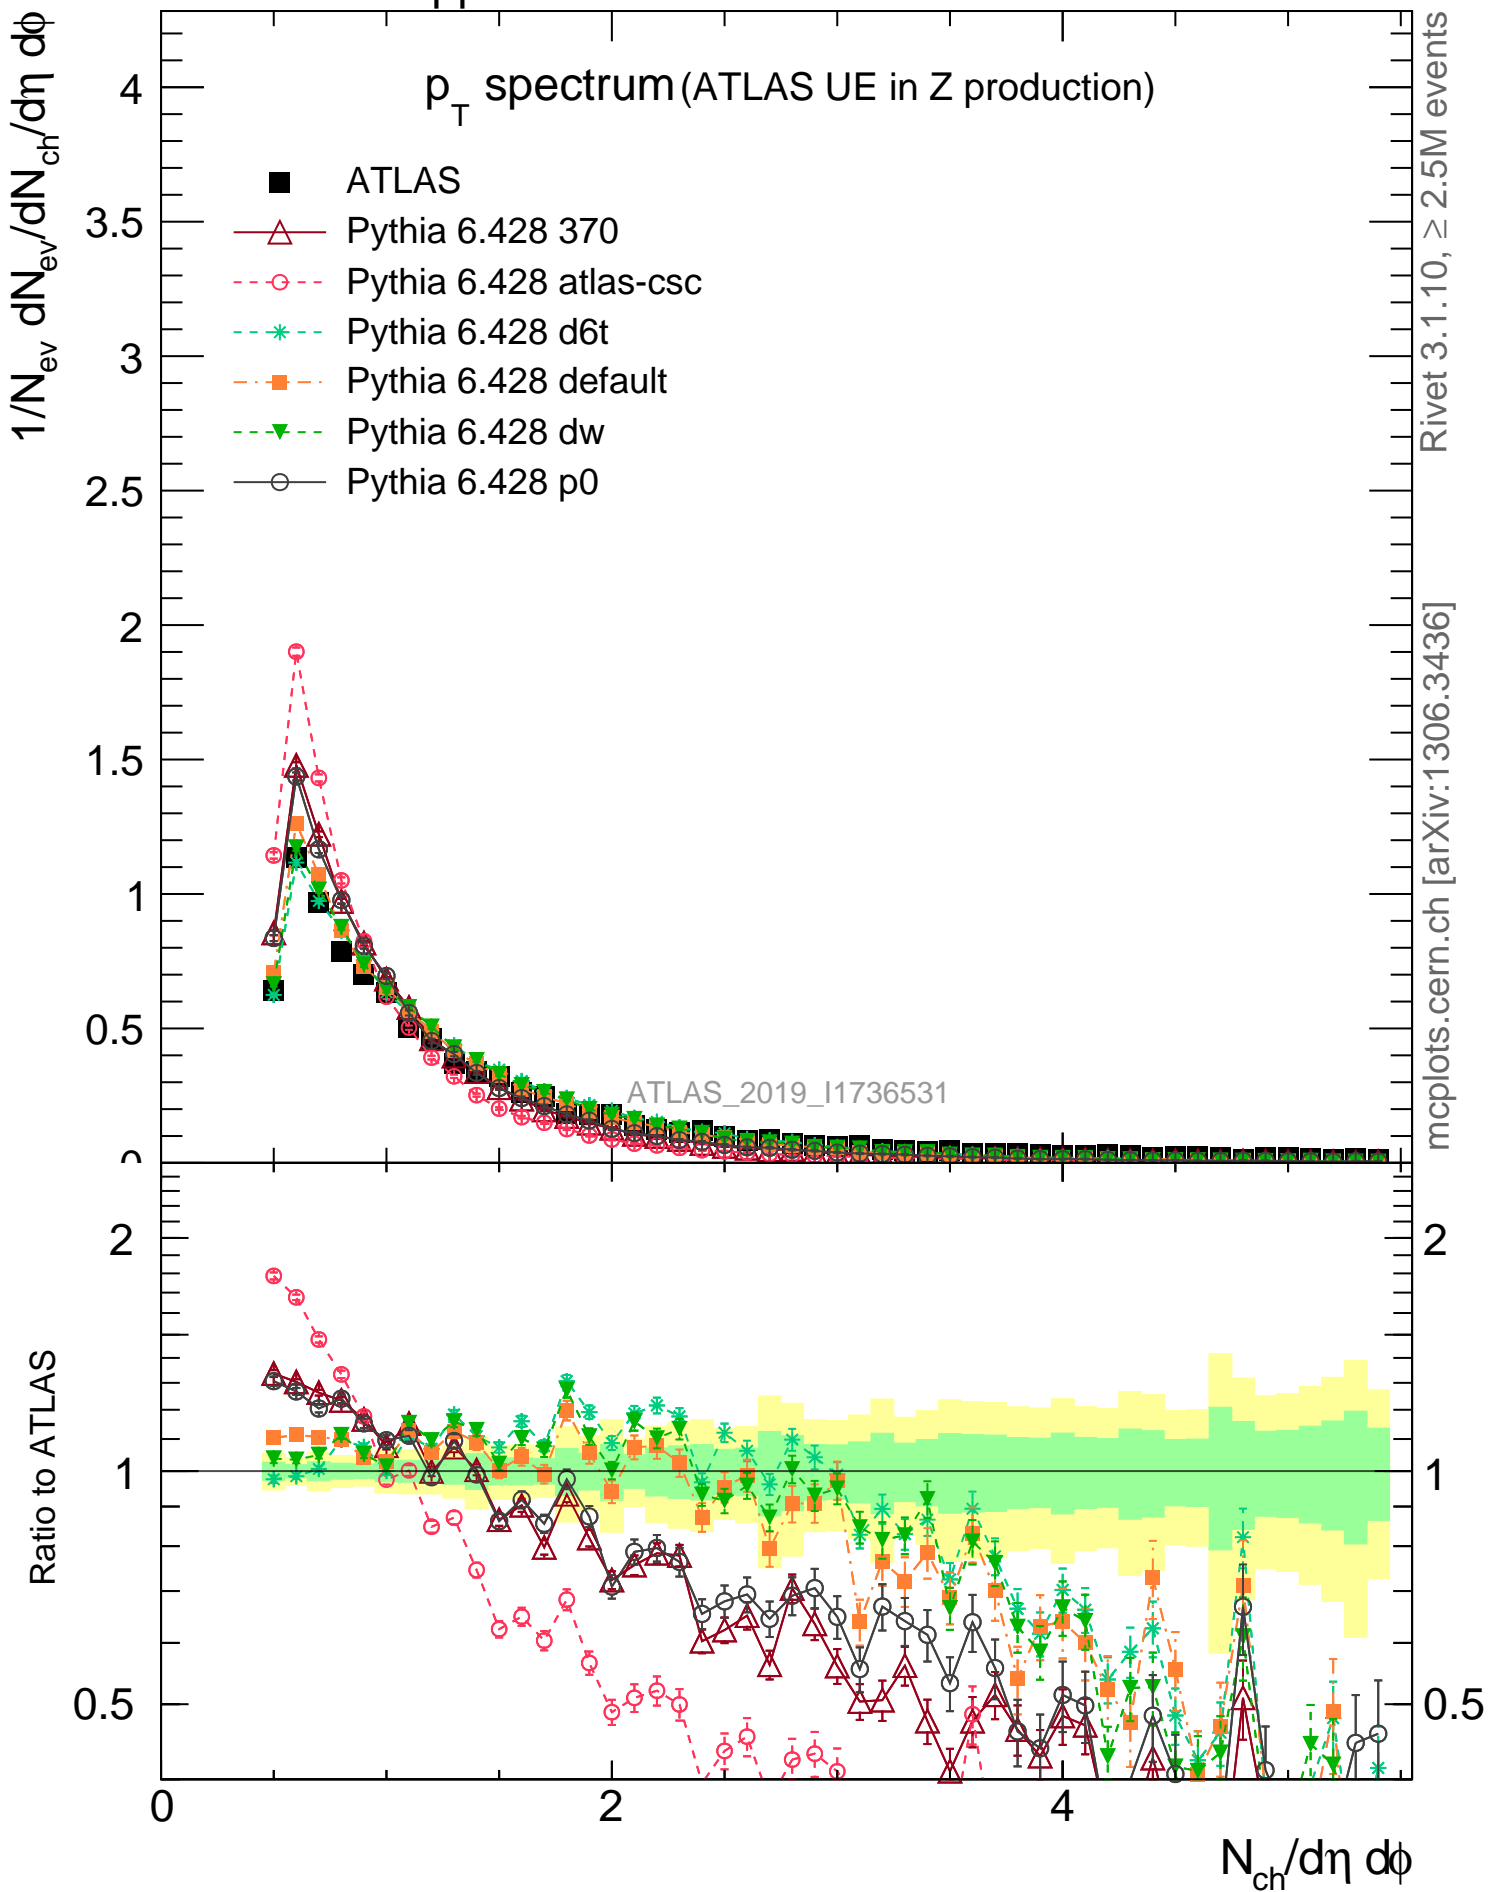 pp
1/N_ev dN_ev/dN_ch/dη dϕ
p_T spectrum (ATLAS UE in Z production)
ATLAS
Pythia 6.428 370
Pythia 6.428 atlas-csc
Pythia 6.428 d6t
Pythia 6.428 default
Pythia 6.428 dw
Pythia 6.428 p0
4
3.5
3
2.5
2
1.5
1
0.5
0
ATLAS_2019_I1736531
Rivet 3.1.10, ≥ 2.5M events
mcplots.cern.ch [arXiv:1306.3436]
Ratio to ATLAS
2
1
0.5
2
1
0.5
0
2
4
N_ch/dη dϕ